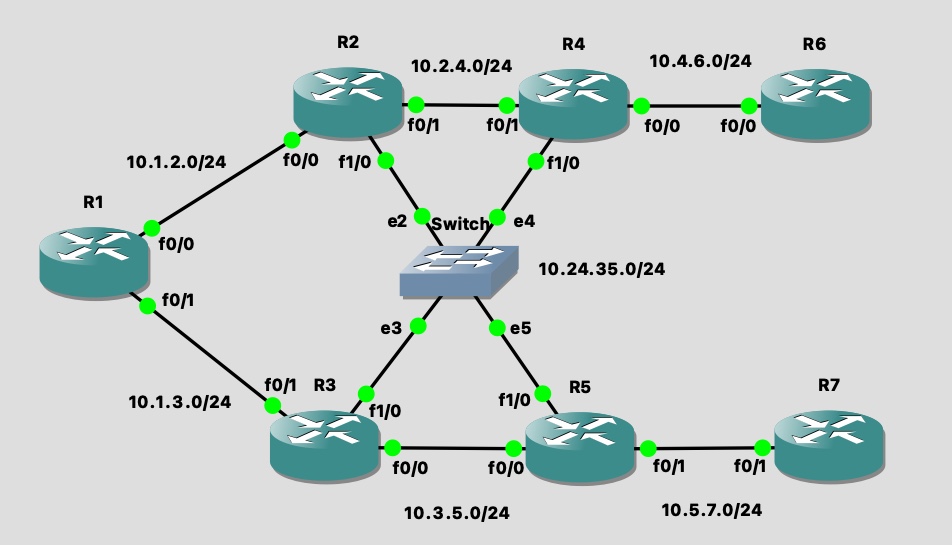 R2
R4
R6
10.2.4.0/24
10.4.6.0/24
f0/1
f0/1
f0/0
f0/0
f0/0
f1/0
f1/0
10.1.2.0/24
R1
f0/0
e2
Switch
e4
10.24.35.0/24
f0/1
e3
e5
f0/1
R3
R5
R7
10.1.3.0/24
f1/0
f1/0
f0/0
f0/0
f0/1
f0/1
10.3.5.0/24
10.5.7.0/24